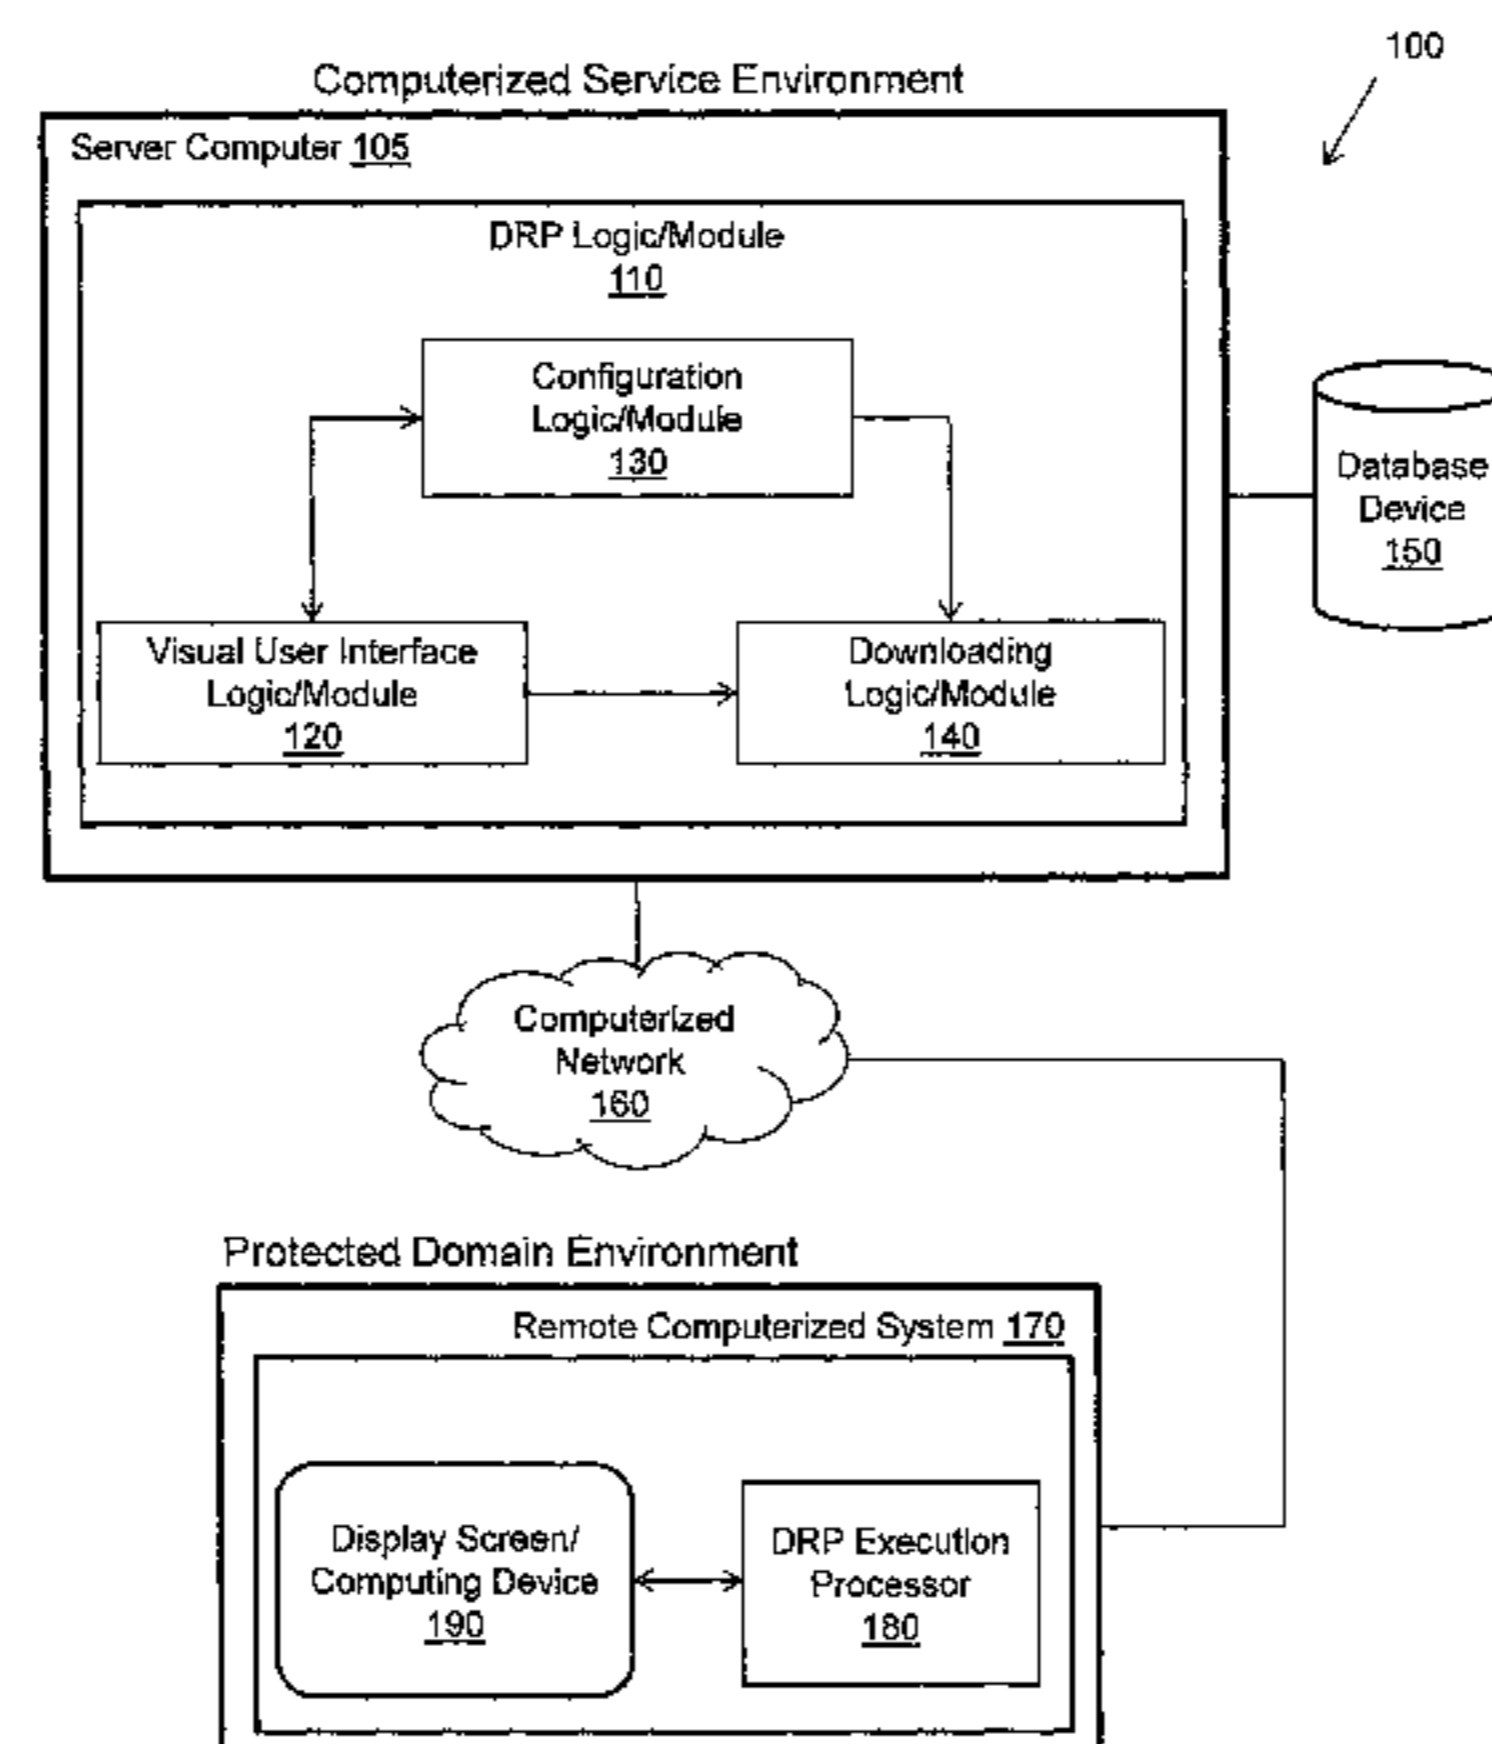 100
Computerized Service Environment
Server Computer 105
DRP Logic/Module
110
Configuration
Logic/Module
130
Database
Device
150
Visual User Interface
Logic/Module
120
Downloading
Logic/Module
140
Computerized
Network
160
Protected Domain Environment
Remote Computerized System 170
Display Screen/
Computing Device
190
DRP Execution
Processor
180